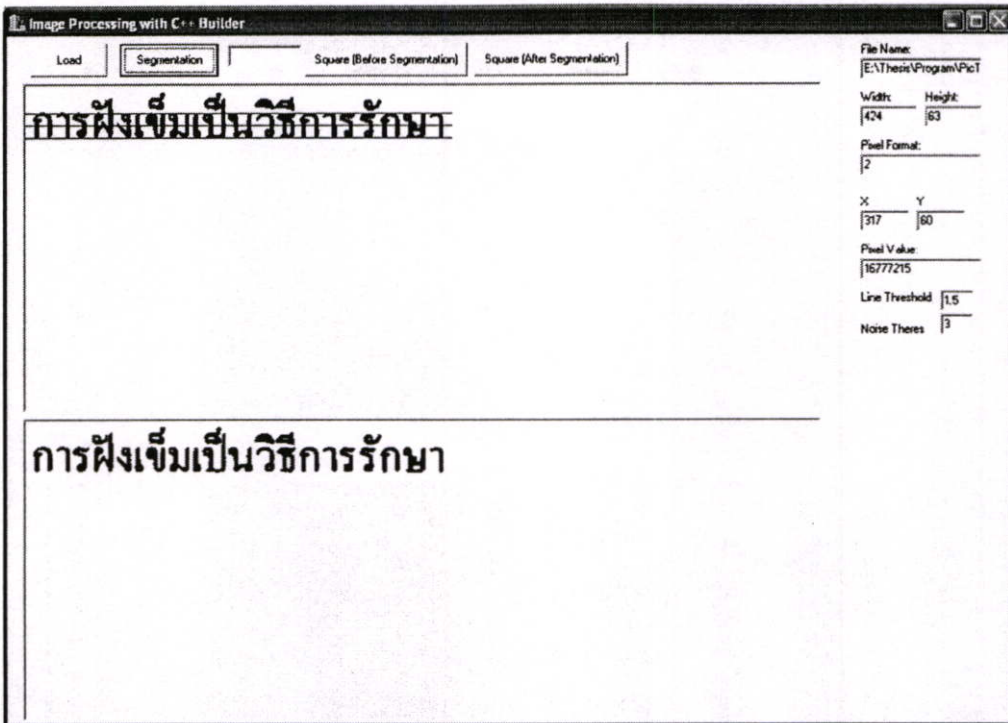 Image Processing with C++ Builder
Load Segmentation Square (Before Segmentation) Square (After Segmentation)
File Name:
E:\Thesis\Program\PicT
Width: Height:
424 63
Pixel Format:
2
X Y
317 60
Pixel Value:
16777215
Line Threshold 1.5
Noise Theres 3
การฝังเข็มเป็นวิธีการรักษา
การฝังเข็มเป็นวิธีการรักษา